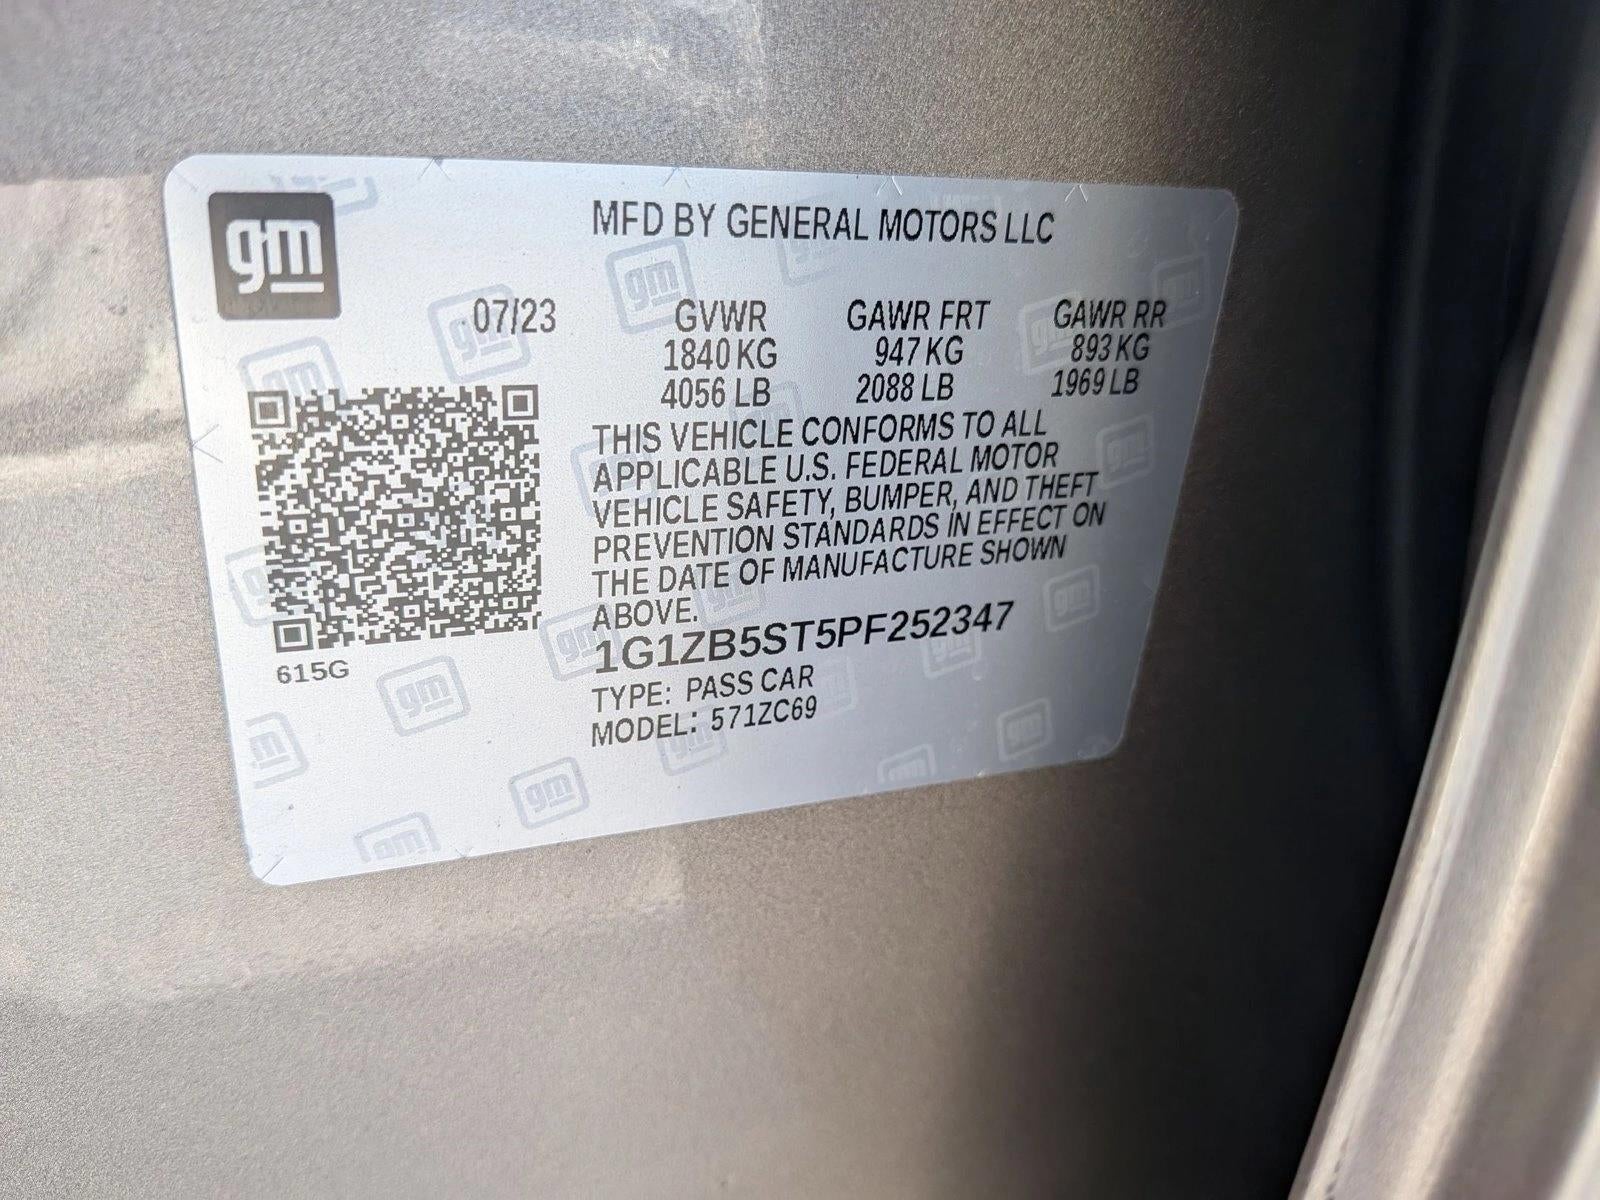 gm
MFD BY GENERAL MOTORS LLC
07/23 GVWR GAWR FRT GAWR RR
1840 KG 947 KG 893 KG
4056 LB 2088 LB 1969 LB
THIS VEHICLE CONFORMS TO ALL
APPLICABLE U.S. FEDERAL MOTOR
VEHICLE SAFETY, BUMPER, AND THEFT
PREVENTION STANDARDS IN EFFECT ON
THE DATE OF MANUFACTURE SHOWN
ABOVE.
1G1ZB5ST5PF252347
615G
TYPE: PASS CAR
MODEL: 571ZC69